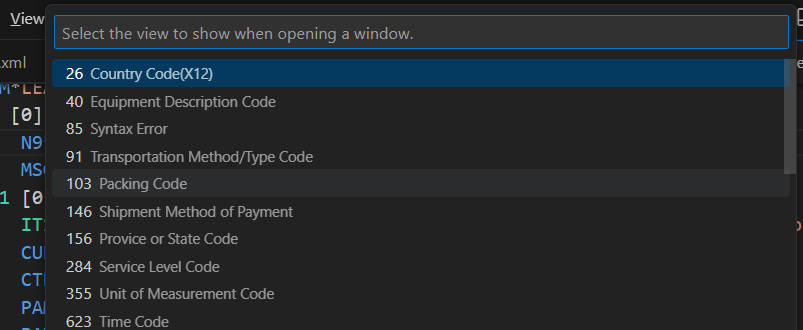 View
Select the view to show when opening a window.
.xml
26 Country Code(X12)
M*LEA
40 Equipment Description Code
[0]
85 Syntax Error
N9
91 Transportation Method/Type Code
MSG
103 Packing Code
1 [0
146 Shipment Method of Payment
IT
156 Provice or State Code
CU
284 Service Level Code
CT
355 Unit of Measurement Code
PA
623 Time Code